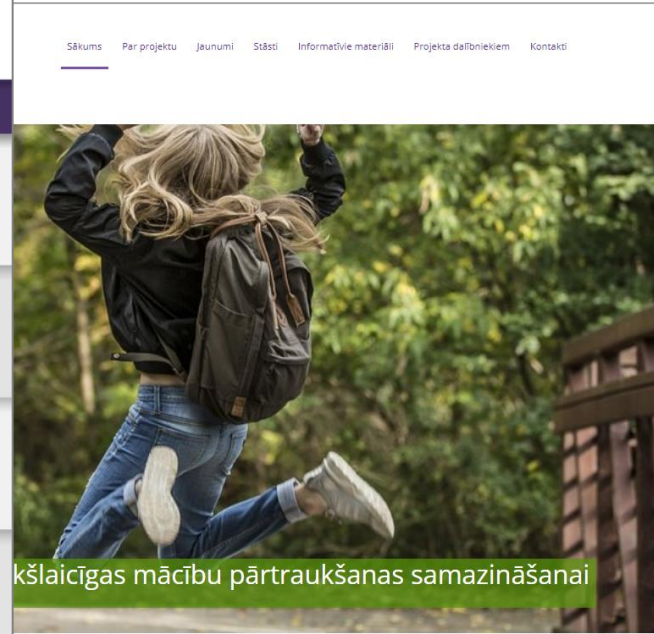 Sākums Par projektu Jaunumi Stāsti Informatīvie materiāli Projekta dalībniekiem Kontakti
kšlaicīgas mācību pārtraukšanas samazināšanai